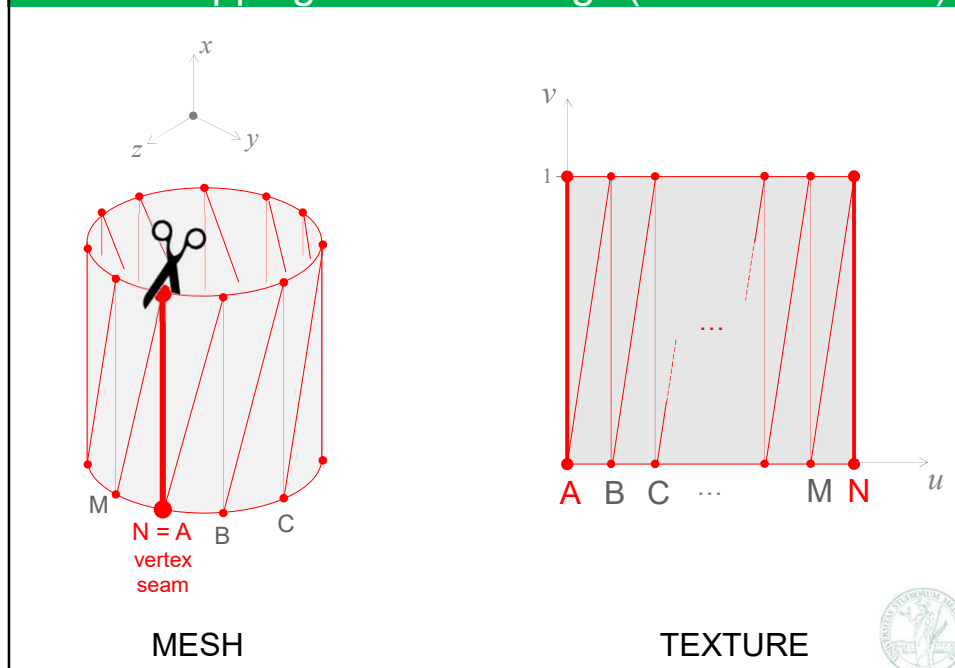 x
z
y
M
N = A
B
C
vertex
seam
MESH
v
1
...
A B C ... M N
u
TEXTURE